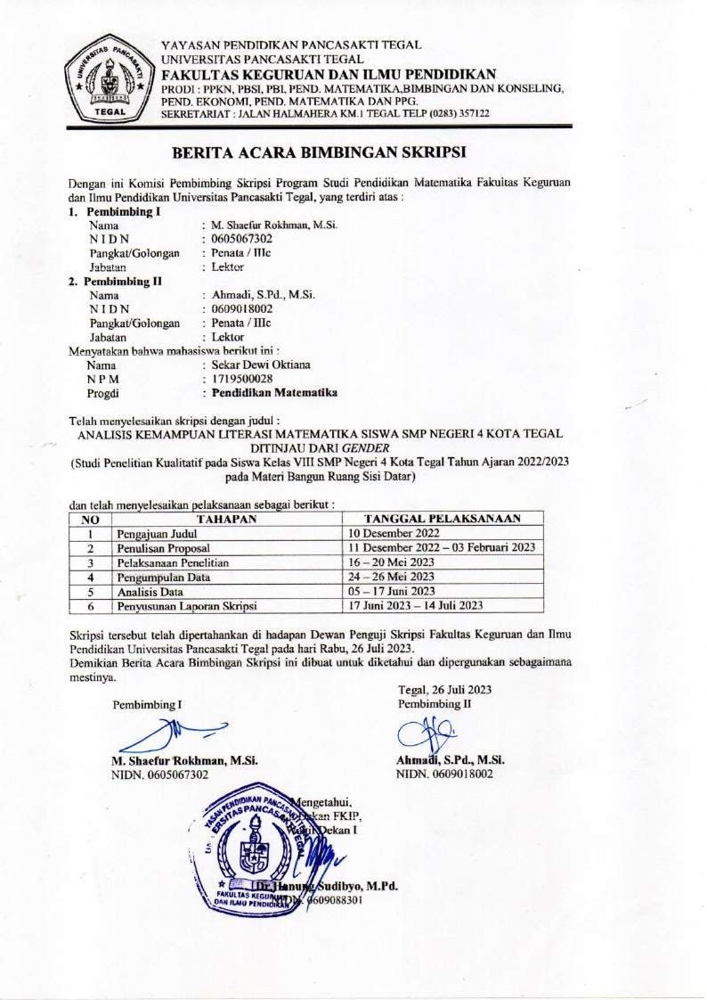 UNIVERSITAS PANCASAKTI
TEGAL
YAYASAN PENDIDIKAN PANCASAKTI TEGAL
UNIVERSITAS PANCASAKTI TEGAL
FAKULTAS KEGURUAN DAN ILMU PENDIDIKAN
PRODI : PPKN, PBSI, PBI, PEND. MATEMATIKA,BIMBINGAN DAN KONSELING,
PEND. EKONOMI, PEND. MATEMATIKA DAN PPG.
SEKRETARIAT : JALAN HALMAHERA KM.1 TEGAL TELP (0283) 357122
BERITA ACARA BIMBINGAN SKRIPSI
Dengan ini Komisi Pembimbing Skripsi Program Studi Pendidikan Matematika Fakultas Keguruan
dan Ilmu Pendidikan Universitas Pancasakti Tegal, yang terdiri atas :
1. Pembimbing I
Nama : M. Shaefur Rokhman, M.Si.
N I D N : 0605067302
Pangkat/Golongan : Penata / IIIc
Jabatan : Lektor
2. Pembimbing II
Nama : Ahmadi, S.Pd., M.Si.
N I D N : 0609018002
Pangkat/Golongan : Penata / IIIc
Jabatan : Lektor
Menyatakan bahwa mahasiswa berikut ini :
Nama : Sekar Dewi Oktiana
N P M : 1719500028
Progdi : Pendidikan Matematika
Telah menyelesaikan skripsi dengan judul :
ANALISIS KEMAMPUAN LITERASI MATEMATIKA SISWA SMP NEGERI 4 KOTA TEGAL
DITINJAU DARI GENDER
(Studi Penelitian Kualitatif pada Siswa Kelas VIII SMP Negeri 4 Kota Tegal Tahun Ajaran 2022/2023
pada Materi Bangun Ruang Sisi Datar)
dan telah menyelesaikan pelaksanaan sebagai berikut :
NO TAHAPAN TANGGAL PELAKSANAAN
1 Pengajuan Judul 10 Desember 2022
2 Penulisan Proposal 11 Desember 2022 – 03 Februari 2023
3 Pelaksanaan Penelitian 16 – 20 Mei 2023
4 Pengumpulan Data 24 – 26 Mei 2023
5 Analisis Data 05 – 17 Juni 2023
6 Penyusunan Laporan Skripsi 17 Juni 2023 – 14 Juli 2023
Skripsi tersebut telah dipertahankan di hadapan Dewan Penguji Skripsi Fakultas Keguruan dan Ilmu
Pendidikan Universitas Pancasakti Tegal pada hari Rabu, 26 Juli 2023.
Demikian Berita Acara Bimbingan Skripsi ini dibuat untuk diketahui dan dipergunakan sebagaimana
mestinya.
Tegal, 26 Juli 2023
Pembimbing I Pembimbing II
M. Shaefur Rokhman, M.Si. Ahmadi, S.Pd., M.Si.
NIDN. 0605067302 NIDN. 0609018002
Mengetahui,
Dekan FKIP,
Wakil Dekan I
YAYASAN PENDIDIKAN PANCASAKTI TEGAL
UNIVERSITAS PANCASAKTI TEGAL
FAKULTAS KEGURUAN
DAN ILMU PENDIDIKAN
Dr.Hanung Sudibyo, M.Pd.
NIDN. 0609088301